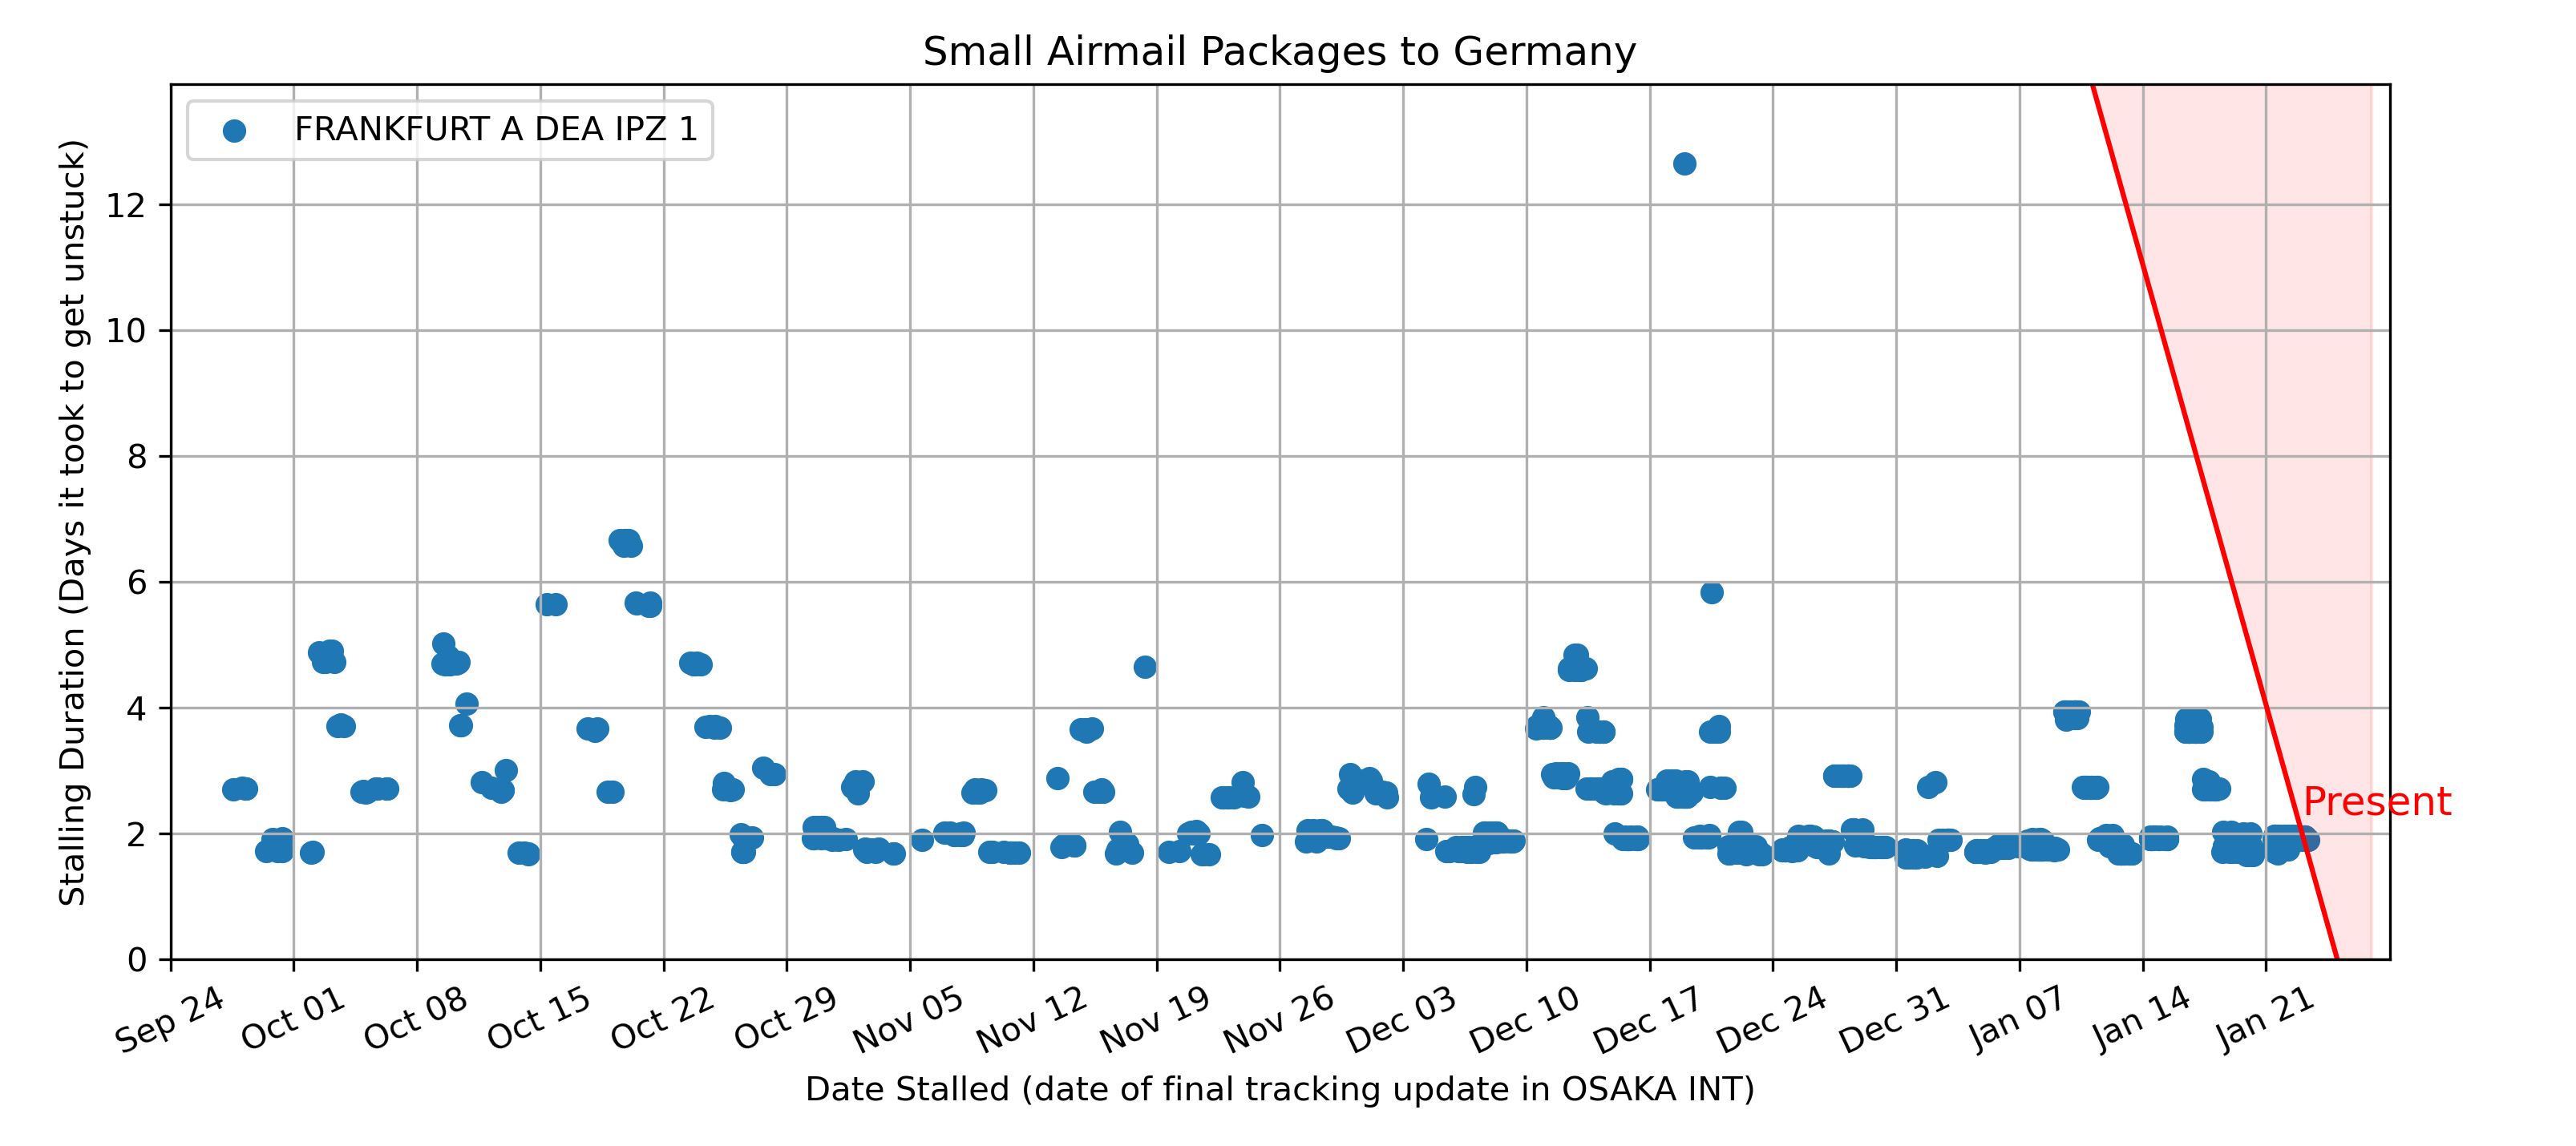 Small Airmail Packages to Germany
FRANKFURT A DEA IPZ 1
Stalling Duration (Days it took to get unstuck)
12
10
8
6
4
2
0
Present
Sep 24
Oct 01
Oct 08
Oct 15
Oct 22
Oct 29
Nov 05
Nov 12
Nov 19
Nov 26
Dec 03
Dec 10
Dec 17
Dec 24
Dec 31
Jan 07
Jan 14
Jan 21
Date Stalled (date of final tracking update in OSAKA INT)